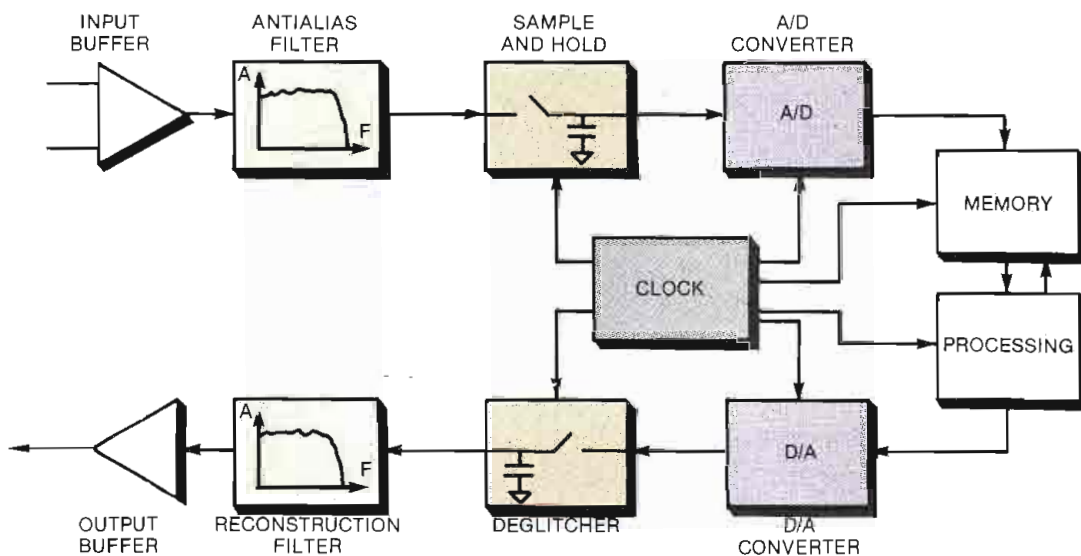 INPUT
BUFFER
ANTIALIAS
FILTER
SAMPLE
AND HOLD
A/D
CONVERTER
A
F
A/D
MEMORY
CLOCK
PROCESSING
A
F
D/A
OUTPUT
BUFFER
RECONSTRUCTION
FILTER
DEGLITCHER
D/A
CONVERTER